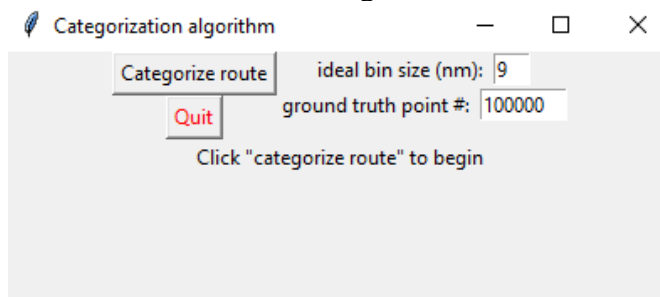 Categorization algorithm
Categorize route ideal bin size (nm): 9
Quit ground truth point #: 100000
Click "categorize route" to begin